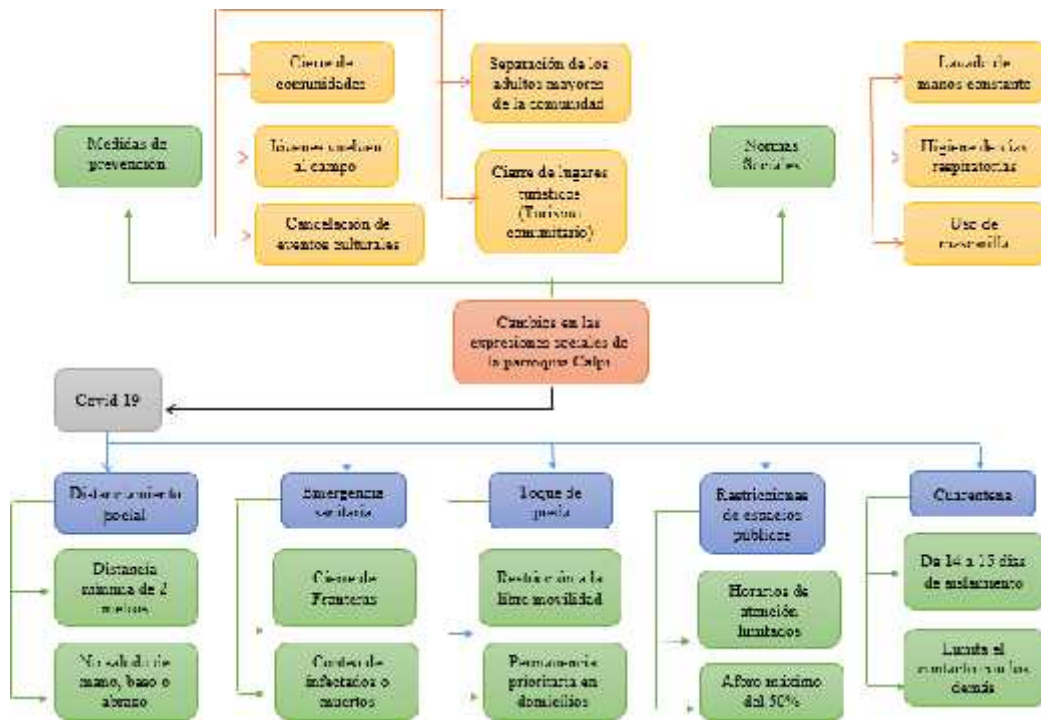 Cierre de
comunidades
Separación de los
adultos mayores
de la comunidad
Lavado de
manos constante
Medidas de
prevención
Jóvenes vuelven
al campo
Cierre de lugares
turísticos
(Turismo
comunitario)
Normas
Sociales
Higiene de vías
respiratorias
Cancelación de
eventos culturales
Uso de
mascarilla
Cambios en las
expresiones sociales de
la parroquia Calpi
Covid 19
Distanciamiento
social
Emergencia
sanitaria
Toque de
queda
Restricciones
de espacios
públicos
Cuarentena
Distancia
mínima de 2
metros
Cierre de
Fronteras
Restricción a la
libre movilidad
Horarios de
atención
limitados
De 14 a 15 días
de aislamiento
No saludo de
mano, beso o
abrazo
Conteo de
infectados o
muertos
Permanencia
prioritaria en
domicilios
Aforo máximo
del 50%
Limita el
contacto con los
demás